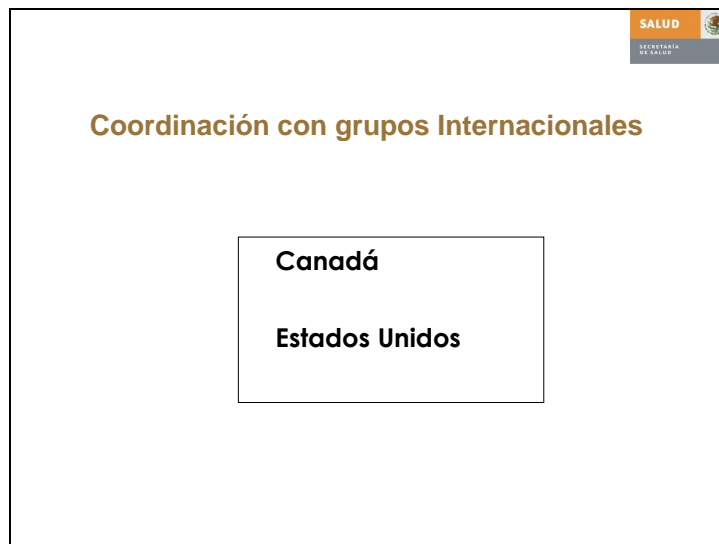 SALUD
SECRETARÍA
DE SALUD
Coordinación con grupos Internacionales
Canadá
Estados Unidos